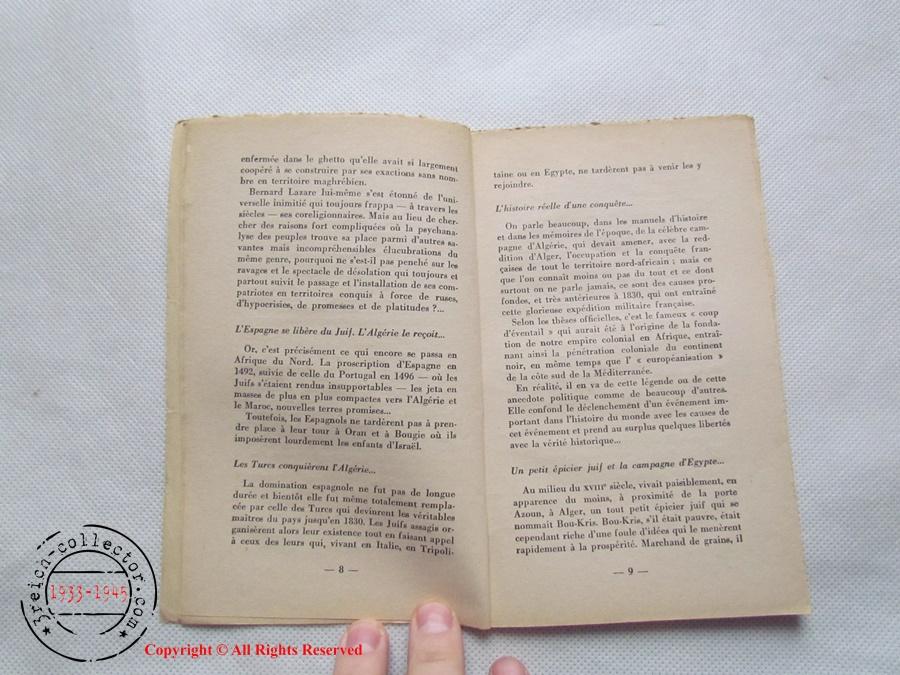 enfermée dans le ghetto qu'elle avait si largement
coopéré à se construire par ses exactions sans nom-
bre en territoire maghrébien.
Bernard Lazare lui-même s'est étonné de l'uni-
verselle inimitié qui toujours frappa — à travers les
siècles — ses coreligionnaires. Mais au lieu de cher-
cher des raisons fort compliquées où la psychana-
lyse des peuples trouve sa place parmi d'autres sa-
vantes mais incompréhensibles élucubrations du
même genre, pourquoi ne s'est-il pas penché sur les
ravages et le spectacle de désolation qui toujours et
partout suivit le passage et l'installation de ses com-
patriotes en territoires conquis à force de ruses,
d'hypocrisies, de promesses et de platitudes ?...
L'Espagne se libère du Juif. L'Algérie le reçoit...
Or, c'est précisément ce qui encore se passa en
Afrique du Nord. La proscription d'Espagne en
1492, suivie de celle du Portugal en 1496 — où les
Juifs s'étaient rendus insupportables — les jeta en
masses de plus en plus compactes vers l'Algérie et
le Maroc, nouvelles terres promises...
Toutefois, les Espagnols ne tardèrent pas à pren-
dre place à leur tour à Oran et à Bougie où ils
imposèrent lourdement les enfants d'Israël.
Les Turcs conquièrent l'Algérie...
La domination espagnole ne fut pas de longue
durée et bientôt elle fut même totalement rempla-
cée par celle des Turcs qui devinrent les véritables
maîtres du pays jusqu'en 1830. Les Juifs assagis or-
ganisèrent alors leur existence tout en faisant appel
à ceux des leurs qui, vivant en Italie, en Tripoli-
— 8 —
taine ou en Egypte, ne tardèrent pas à venir les y
rejoindre.
L'histoire réelle d'une conquête...
On parle beaucoup, dans les manuels d'histoire
et dans les mémoires de l'époque, de la célèbre cam-
pagne d'Algérie, qui devait amener, avec la red-
dition d'Alger, l'occupation et la conquête fran-
çaises de tout le territoire nord-africain ; mais ce
que l'on connaît moins ou pas du tout et ce dont
surtout on ne parle jamais, ce sont des causes pro-
fondes, et très antérieures à 1830, qui ont entraîné
cette glorieuse expédition militaire française.
Selon les thèses officielles, c'est le fameux « coup
d'éventail » qui aurait été à l'origine de la fonda-
tion de notre empire colonial en Afrique, entraî-
nant ainsi la pénétration coloniale du continent
noir, en même temps que l' « européanisation »
de la côte sud de la Méditerranée.
En réalité, il en va de cette légende ou de cette
anecdote politique comme de beaucoup d'autres.
Elle confond le déclenchement d'un événement im-
portant dans l'histoire du monde avec les causes de
cet événement et prend au surplus quelques libertés
avec la vérité historique...
Un petit épicier juif et la campagne d'Egypte...
Au milieu du XVIIIe siècle, vivait paisiblement, en
apparence du moins, à proximité de la porte
Azoun, à Alger, un tout petit épicier juif qui se
nommait Bou-Kris. Bou-Kris, s'il était pauvre, était
cependant riche d'une foule d'idées qui le menèrent
rapidement à la prospérité. Marchand de grains, il
— 9 —
3reich-collector.com
1933-1945
Copyright © All Rights Reserved